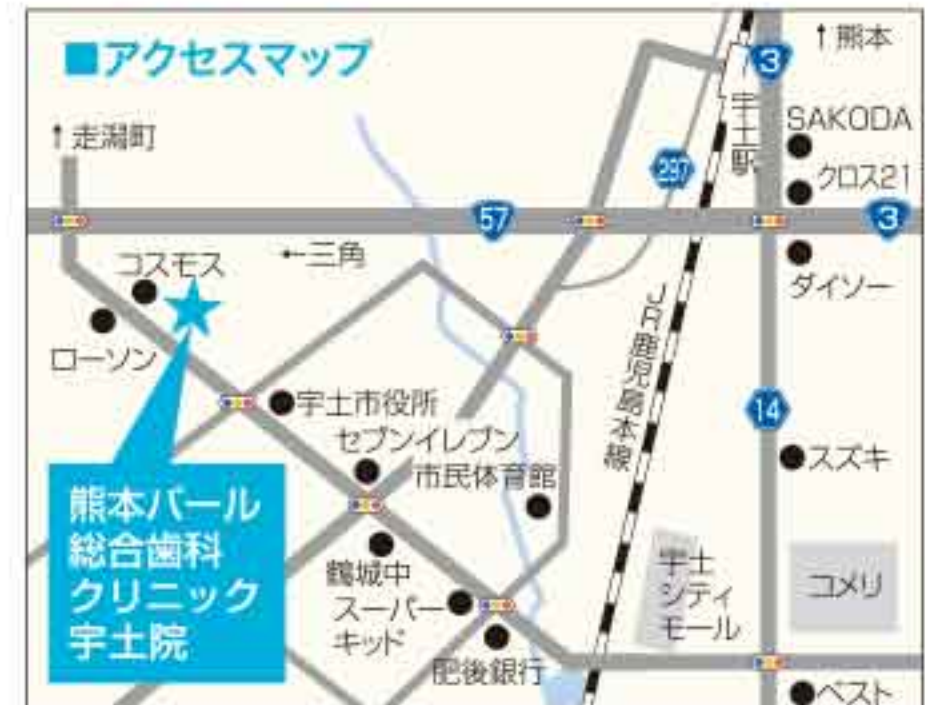 ■アクセスマップ
↑熊本
3
↑走潟町
宇土駅
SAKODA
297
クロス21
57
3
コスモス
←三角
ダイソー
ローソン
JR鹿児島本線
宇土市役所
14
セブンイレブン
市民体育館
スズキ
熊本パール
総合歯科
クリニック
宇土院
鶴城中
スーパー
キッド
肥後銀行
宇土
シティ
モール
コメリ
ベスト